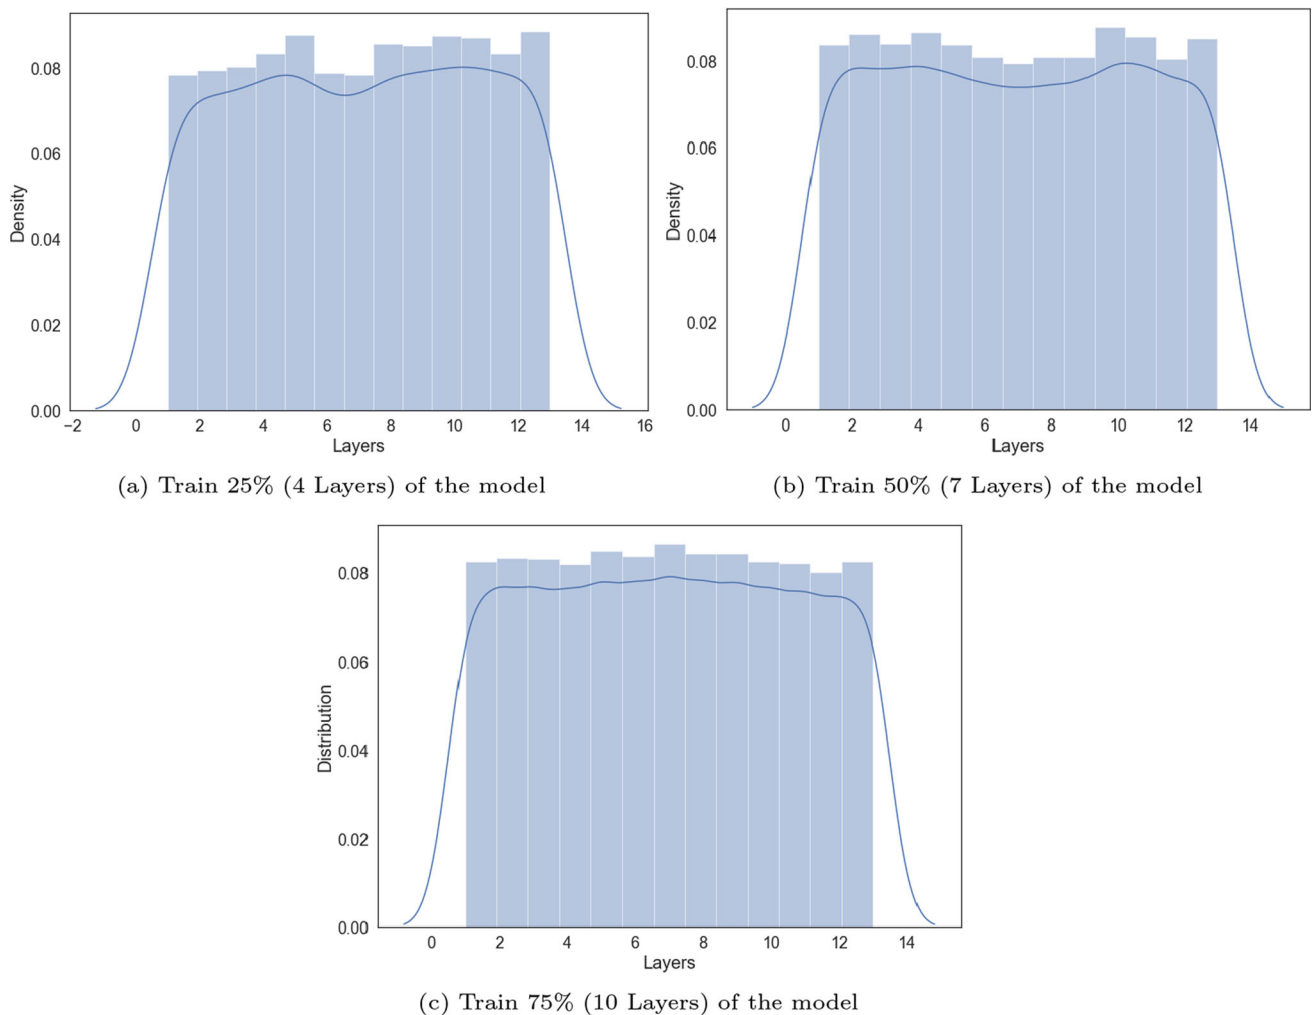 0.08
0.06
0.04
0.02
0.00
Density
−2 0 2 4 6 8 10 12 14 16
Layers
(a) Train 25% (4 Layers) of the model
0.08
0.06
0.04
0.02
0.00
Density
0 2 4 6 8 10 12 14
Layers
(b) Train 50% (7 Layers) of the model
0.08
0.06
0.04
0.02
0.00
Distribution
0 2 4 6 8 10 12 14
Layers
(c) Train 75% (10 Layers) of the model